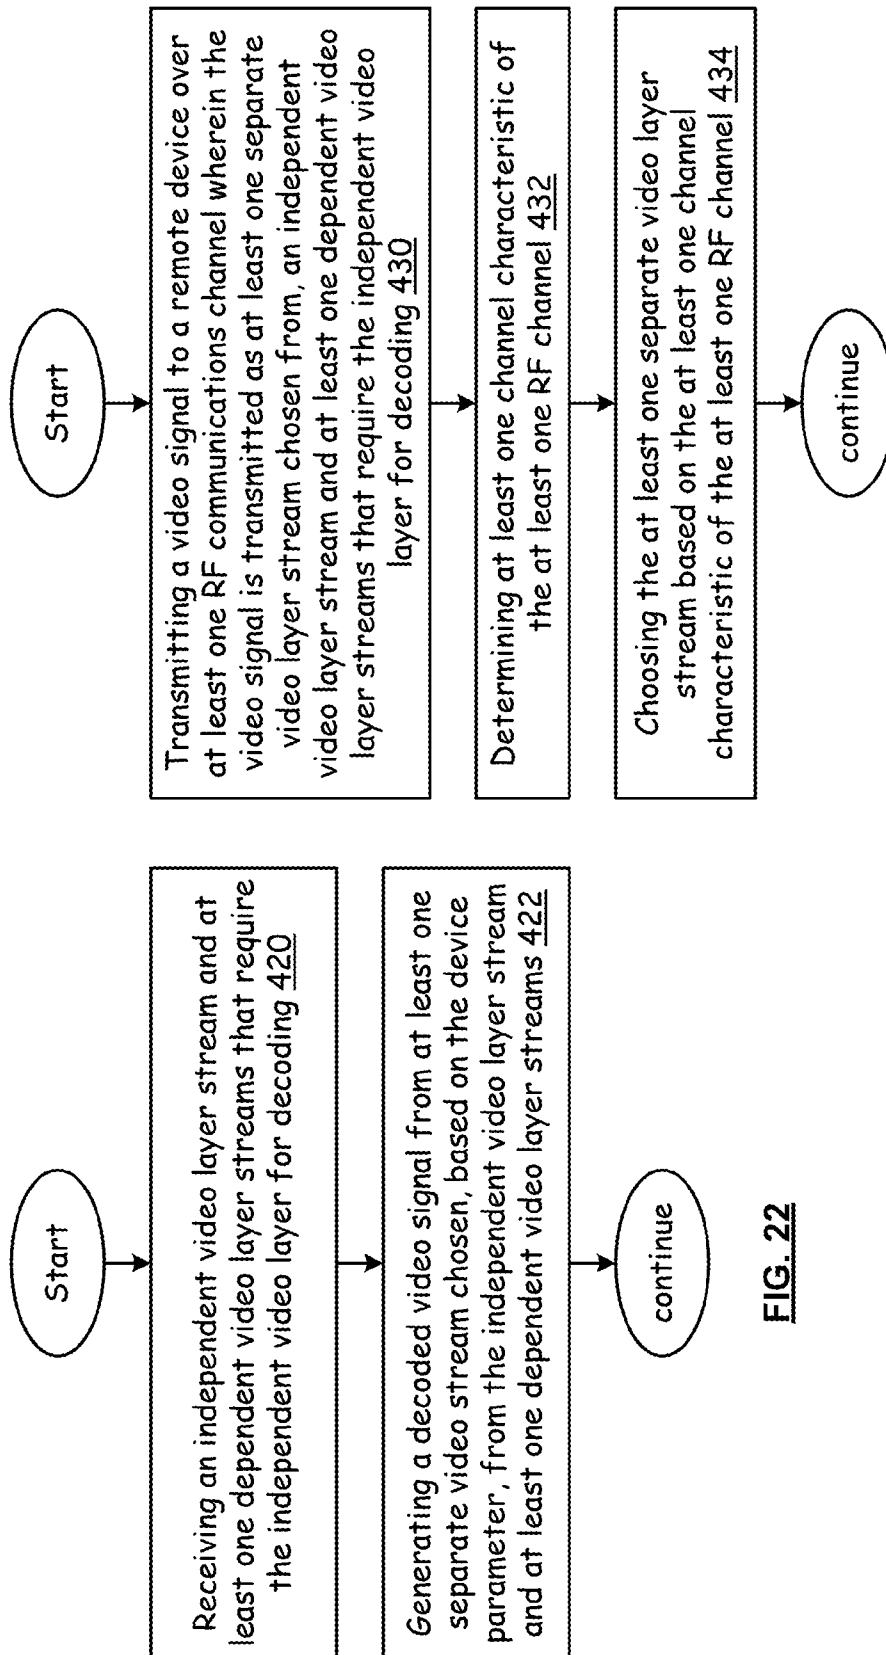 Start
Receiving an independent video layer stream and at
least one dependent video layer streams that require
the independent video layer for decoding 420
Generating a decoded video signal from at least one
separate video stream chosen, based on the device
parameter, from the independent video layer stream
and at least one dependent video layer streams 422
continue
FIG. 22
Start
Transmitting a video signal to a remote device over
at least one RF communications channel wherein the
video signal is transmitted as at least one separate
video layer stream chosen from, an independent
video layer stream and at least one dependent video
layer streams that require the independent video
layer for decoding 430
Determining at least one channel characteristic of
the at least one RF channel 432
Choosing the at least one separate video layer
stream based on the at least one channel
characteristic of the at least one RF channel 434
continue